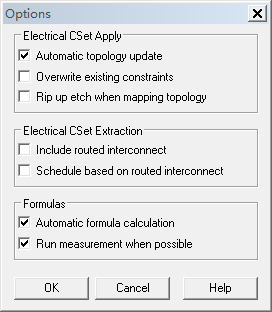 Options
Electrical CSet Apply
Automatic topology update
Overwrite existing constraints
Rip up etch when mapping topology
Electrical CSet Extraction
Include routed interconnect
Schedule based on routed interconnect
Formulas
Automatic formula calculation
Run measurement when possible
OK Cancel Help